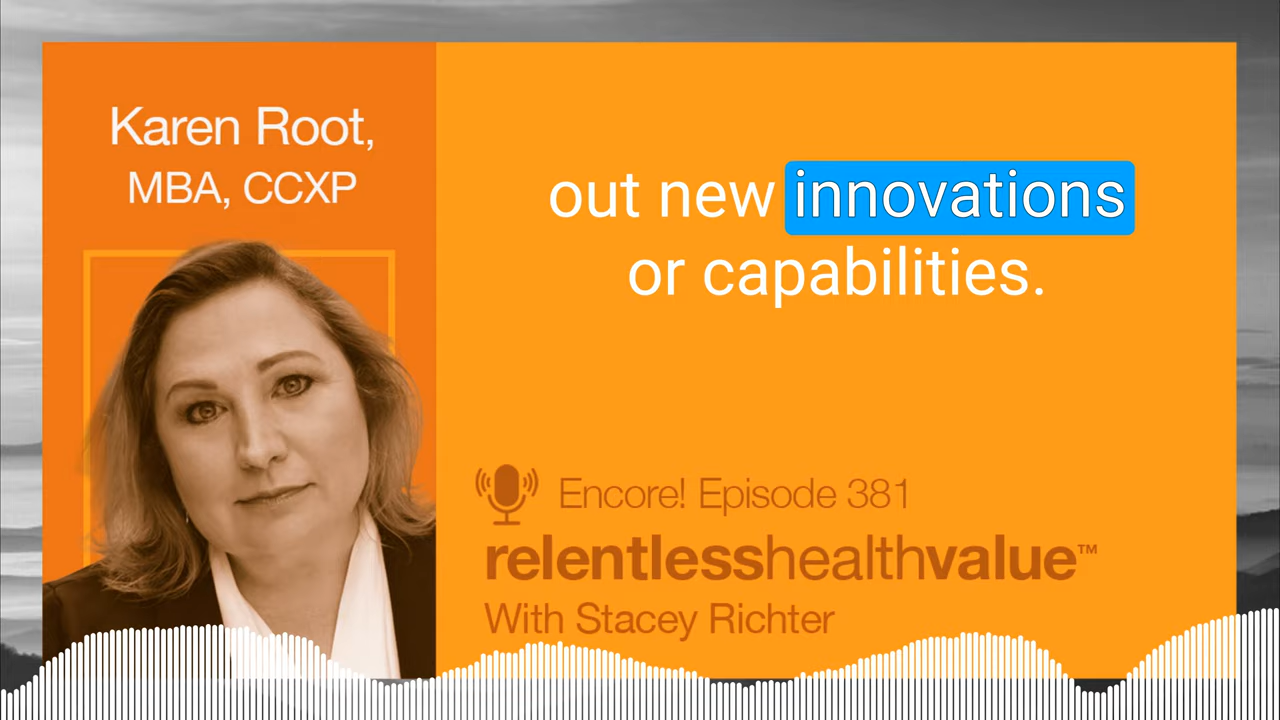 Karen Root,
MBA, CCXP
out new innovations
or capabilities.
Encore! Episode 381
relentlesshealthvalue™
With Stacey Richter